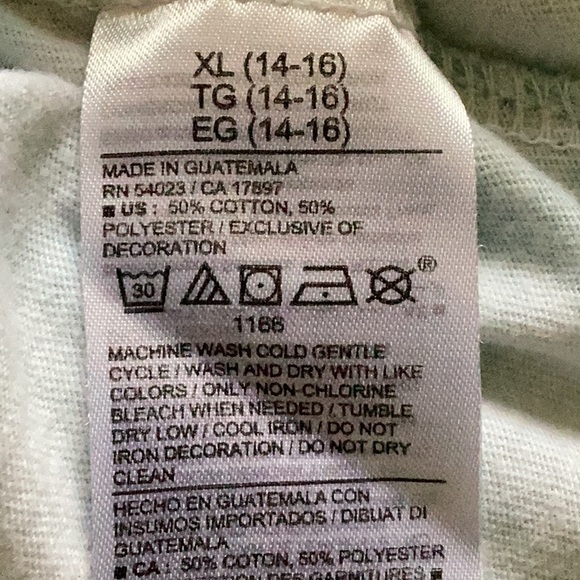 XL (14-16)
TG (14-16)
EG (14-16)
MADE IN GUATEMALA
RN 54023 / CA 17897
■ US : 50% COTTON, 50%
POLYESTER / EXCLUSIVE OF
DECORATION
30
®
1166
MACHINE WASH COLD GENTLE
CYCLE / WASH AND DRY WITH LIKE
COLORS / ONLY NON-CHLORINE
BLEACH WHEN NEEDED / TUMBLE
DRY LOW / COOL IRON / DO NOT
IRON DECORATION / DO NOT DRY
CLEAN
HECHO EN GUATEMALA CON
INSUMOS IMPORTADOS / DIBUAT DI
GUATEMALA
■ CA : 50% COTON, 50% POLYESTER